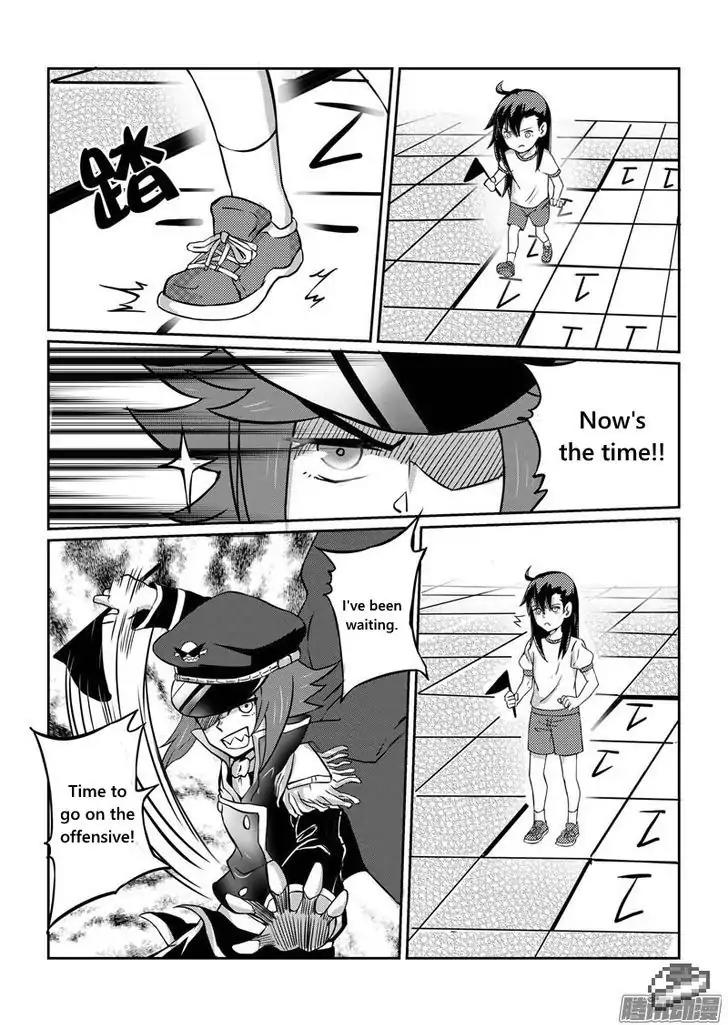 踏
Now's
the time!!
I've been
waiting.
Time to
go on the
offensive!
腾讯动漫